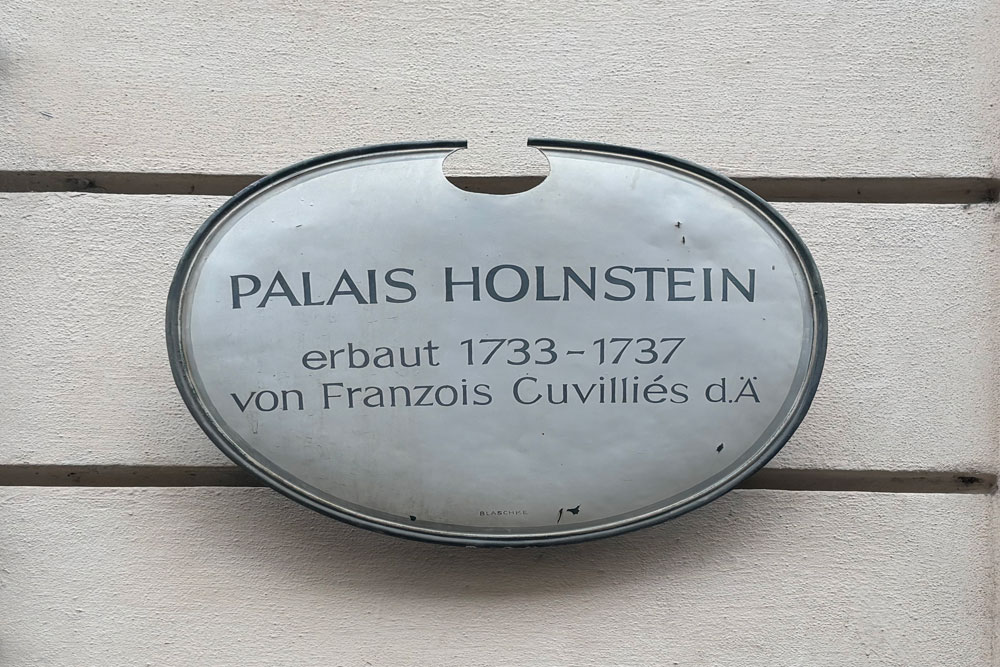 PALAIS HOLNSTEIN
erbaut 1733-1737
von Franzois Cuvilliés d.Ä
BLASCHKE